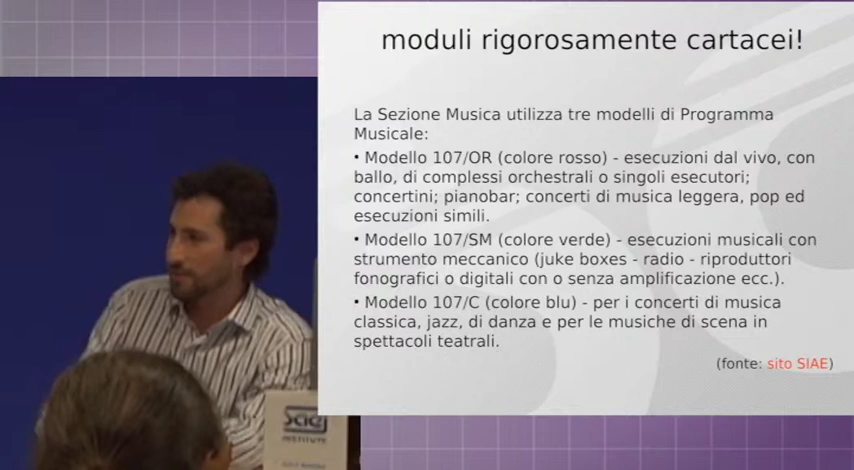 moduli rigorosamente cartacei!
La Sezione Musica utilizza tre modelli di Programma
Musicale:
• Modello 107/OR (colore rosso) - esecuzioni dal vivo, con
ballo, di complessi orchestrali o singoli esecutori;
concertini; pianobar; concerti di musica leggera, pop ed
esecuzioni simili.
• Modello 107/SM (colore verde) - esecuzioni musicali con
strumento meccanico (juke boxes - radio - riproduttori
fonografici o digitali con o senza amplificazione ecc.).
• Modello 107/C (colore blu) - per i concerti di musica
classica, jazz, di danza e per le musiche di scena in
spettacoli teatrali.
(fonte: sito SIAE)
sae
INSTITUTE